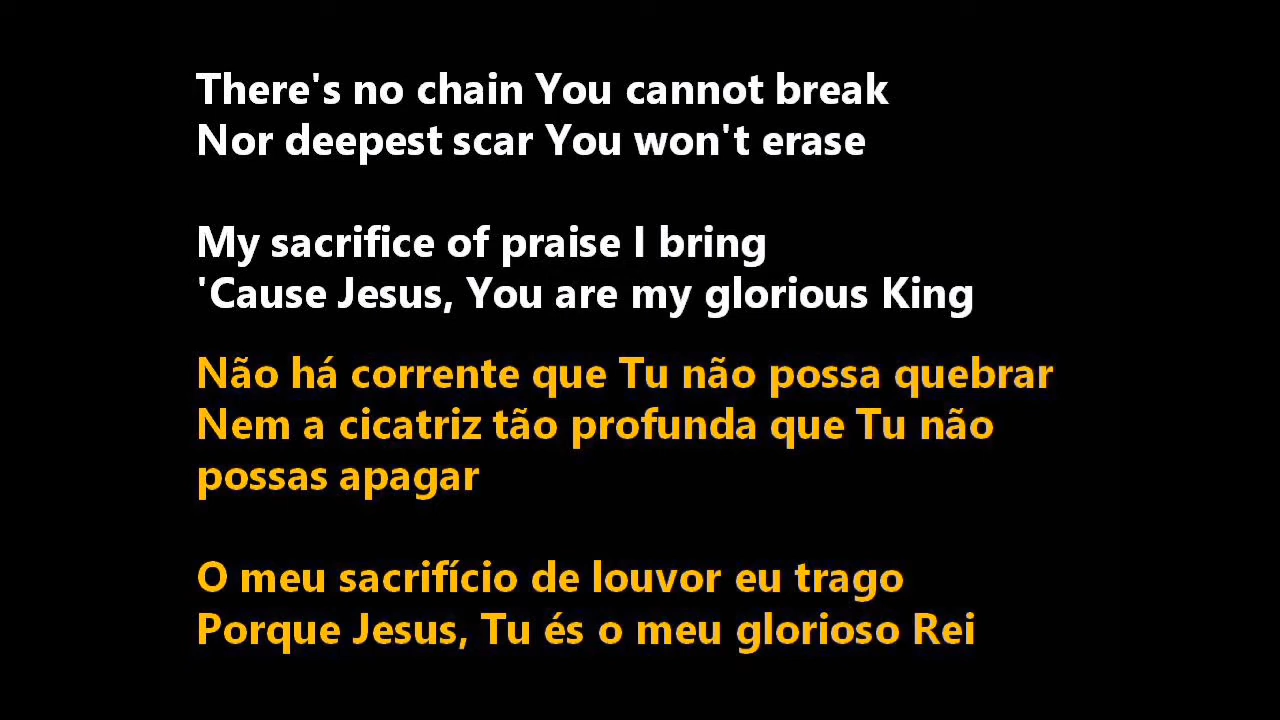 There's no chain You cannot break
Nor deepest scar You won't erase
My sacrifice of praise I bring
'Cause Jesus, You are my glorious King
Não há corrente que Tu não possa quebrar
Nem a cicatriz tão profunda que Tu não
possas apagar
O meu sacrifício de louvor eu trago
Porque Jesus, Tu és o meu glorioso Rei